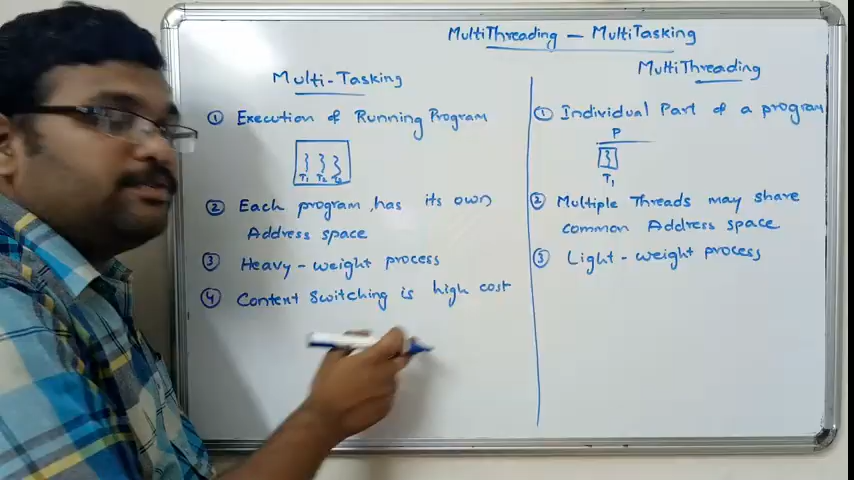 MultiThreading - MultiTasking
Multi-Tasking
① Execution of Running Program
T1 T2 T3
② Each program has its own
Address space
③ Heavy-weight process
④ Content Switching is high cost
MultiThreading
① Individual Part of a program
P
T1
② Multiple Threads may share
common Address space
③ Light-weight process